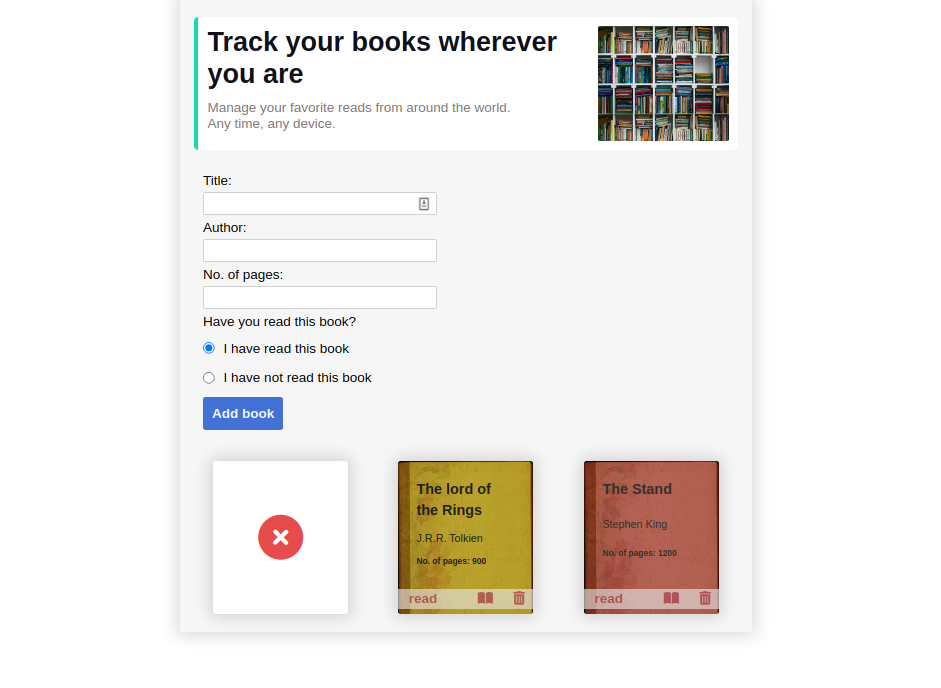 Track your books wherever
you are
Manage your favorite reads from around the world.
Any time, any device.
Title:
Author:
No. of pages:
Have you read this book?
I have read this book
I have not read this book
Add book
The lord of
the Rings
J.R.R. Tolkien
No. of pages: 900
read
The Stand
Stephen King
No. of pages: 1200
read